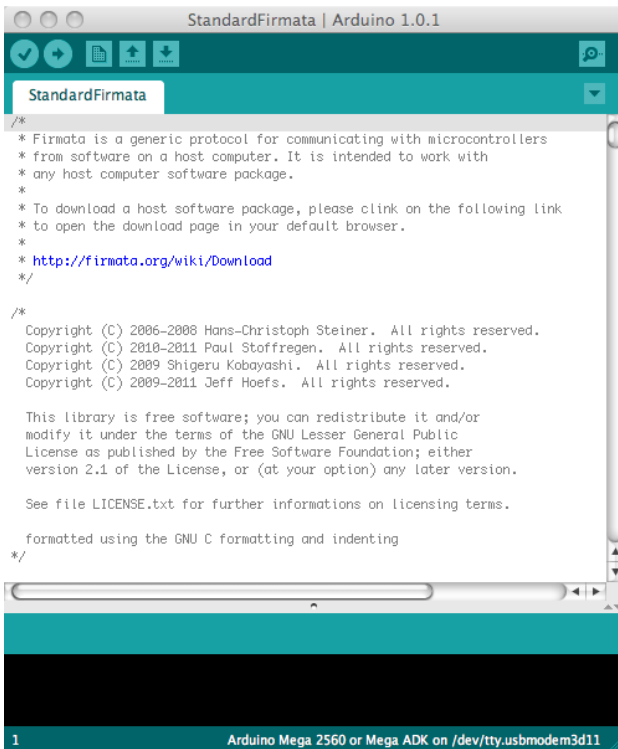 StandardFirmata | Arduino 1.0.1
StandardFirmata
/*
 * Firmata is a generic protocol for communicating with microcontrollers
 * from software on a host computer. It is intended to work with
 * any host computer software package.
 *
 * To download a host software package, please clink on the following link
 * to open the download page in your default browser.
 *
 * http://firmata.org/wiki/Download
 */
/*
  Copyright (C) 2006-2008 Hans-Christoph Steiner.  All rights reserved.
  Copyright (C) 2010-2011 Paul Stoffregen.  All rights reserved.
  Copyright (C) 2009 Shigeru Kobayashi.  All rights reserved.
  Copyright (C) 2009-2011 Jeff Hoefs.  All rights reserved.
  This library is free software; you can redistribute it and/or
  modify it under the terms of the GNU Lesser General Public
  License as published by the Free Software Foundation; either
  version 2.1 of the License, or (at your option) any later version.
  See file LICENSE.txt for further informations on licensing terms.
  formatted using the GNU C formatting and indenting
*/
1 Arduino Mega 2560 or Mega ADK on /dev/tty.usbmodem3d11